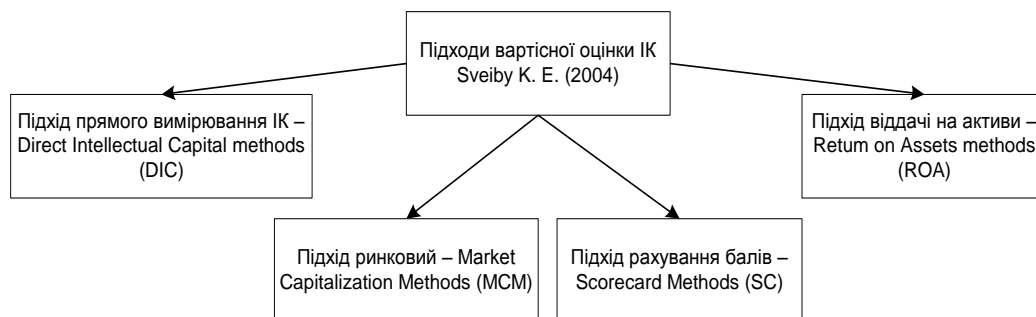 Підходи вартісної оцінки ІК
Sveiby K. E. (2004)
Підхід прямого вимірювання ІК –
Direct Intellectual Capital methods
(DIC)
Підхід віддачі на активи –
Return on Assets methods
(ROA)
Підхід ринковий – Market
Capitalization Methods (MCM)
Підхід рахування балів –
Scorecard Methods (SC)